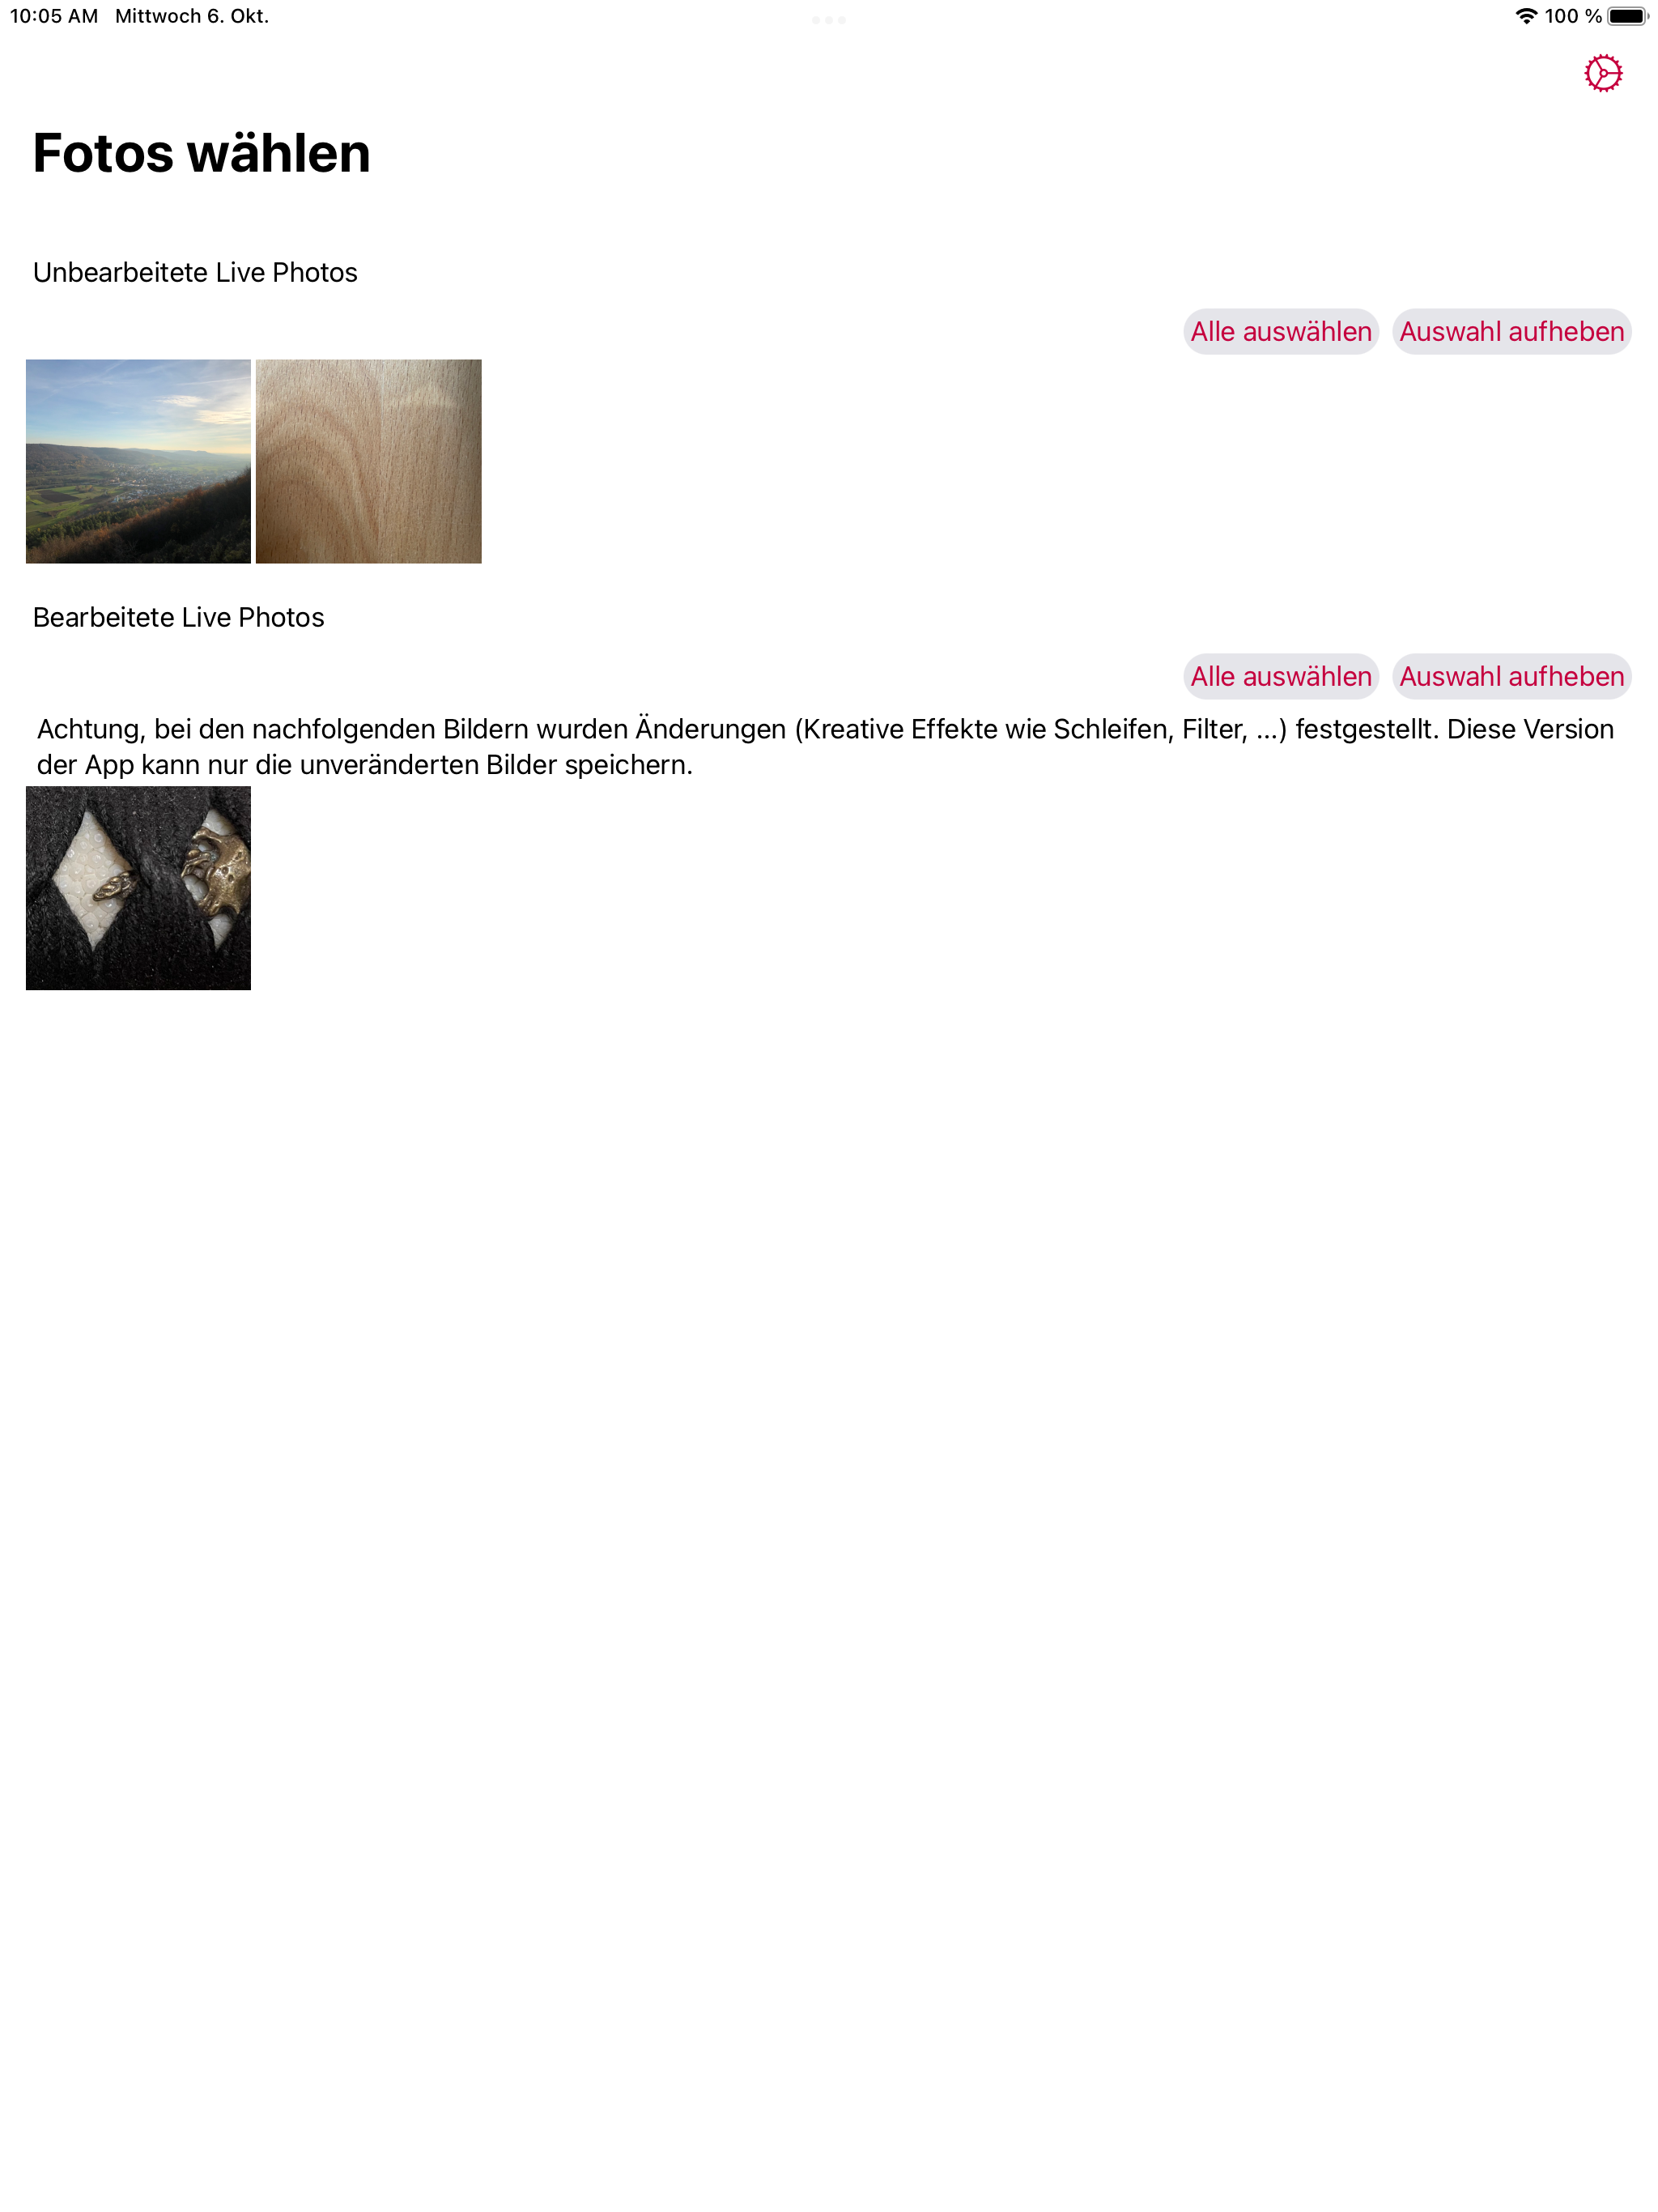 10:05 AM Mittwoch 6. Okt.
100 %
Fotos wählen
Unbearbeitete Live Photos
Alle auswählen Auswahl aufheben
Bearbeitete Live Photos
Alle auswählen Auswahl aufheben
Achtung, bei den nachfolgenden Bildern wurden Änderungen (Kreative Effekte wie Schleifen, Filter, ...) festgestellt. Diese Version
der App kann nur die unveränderten Bilder speichern.